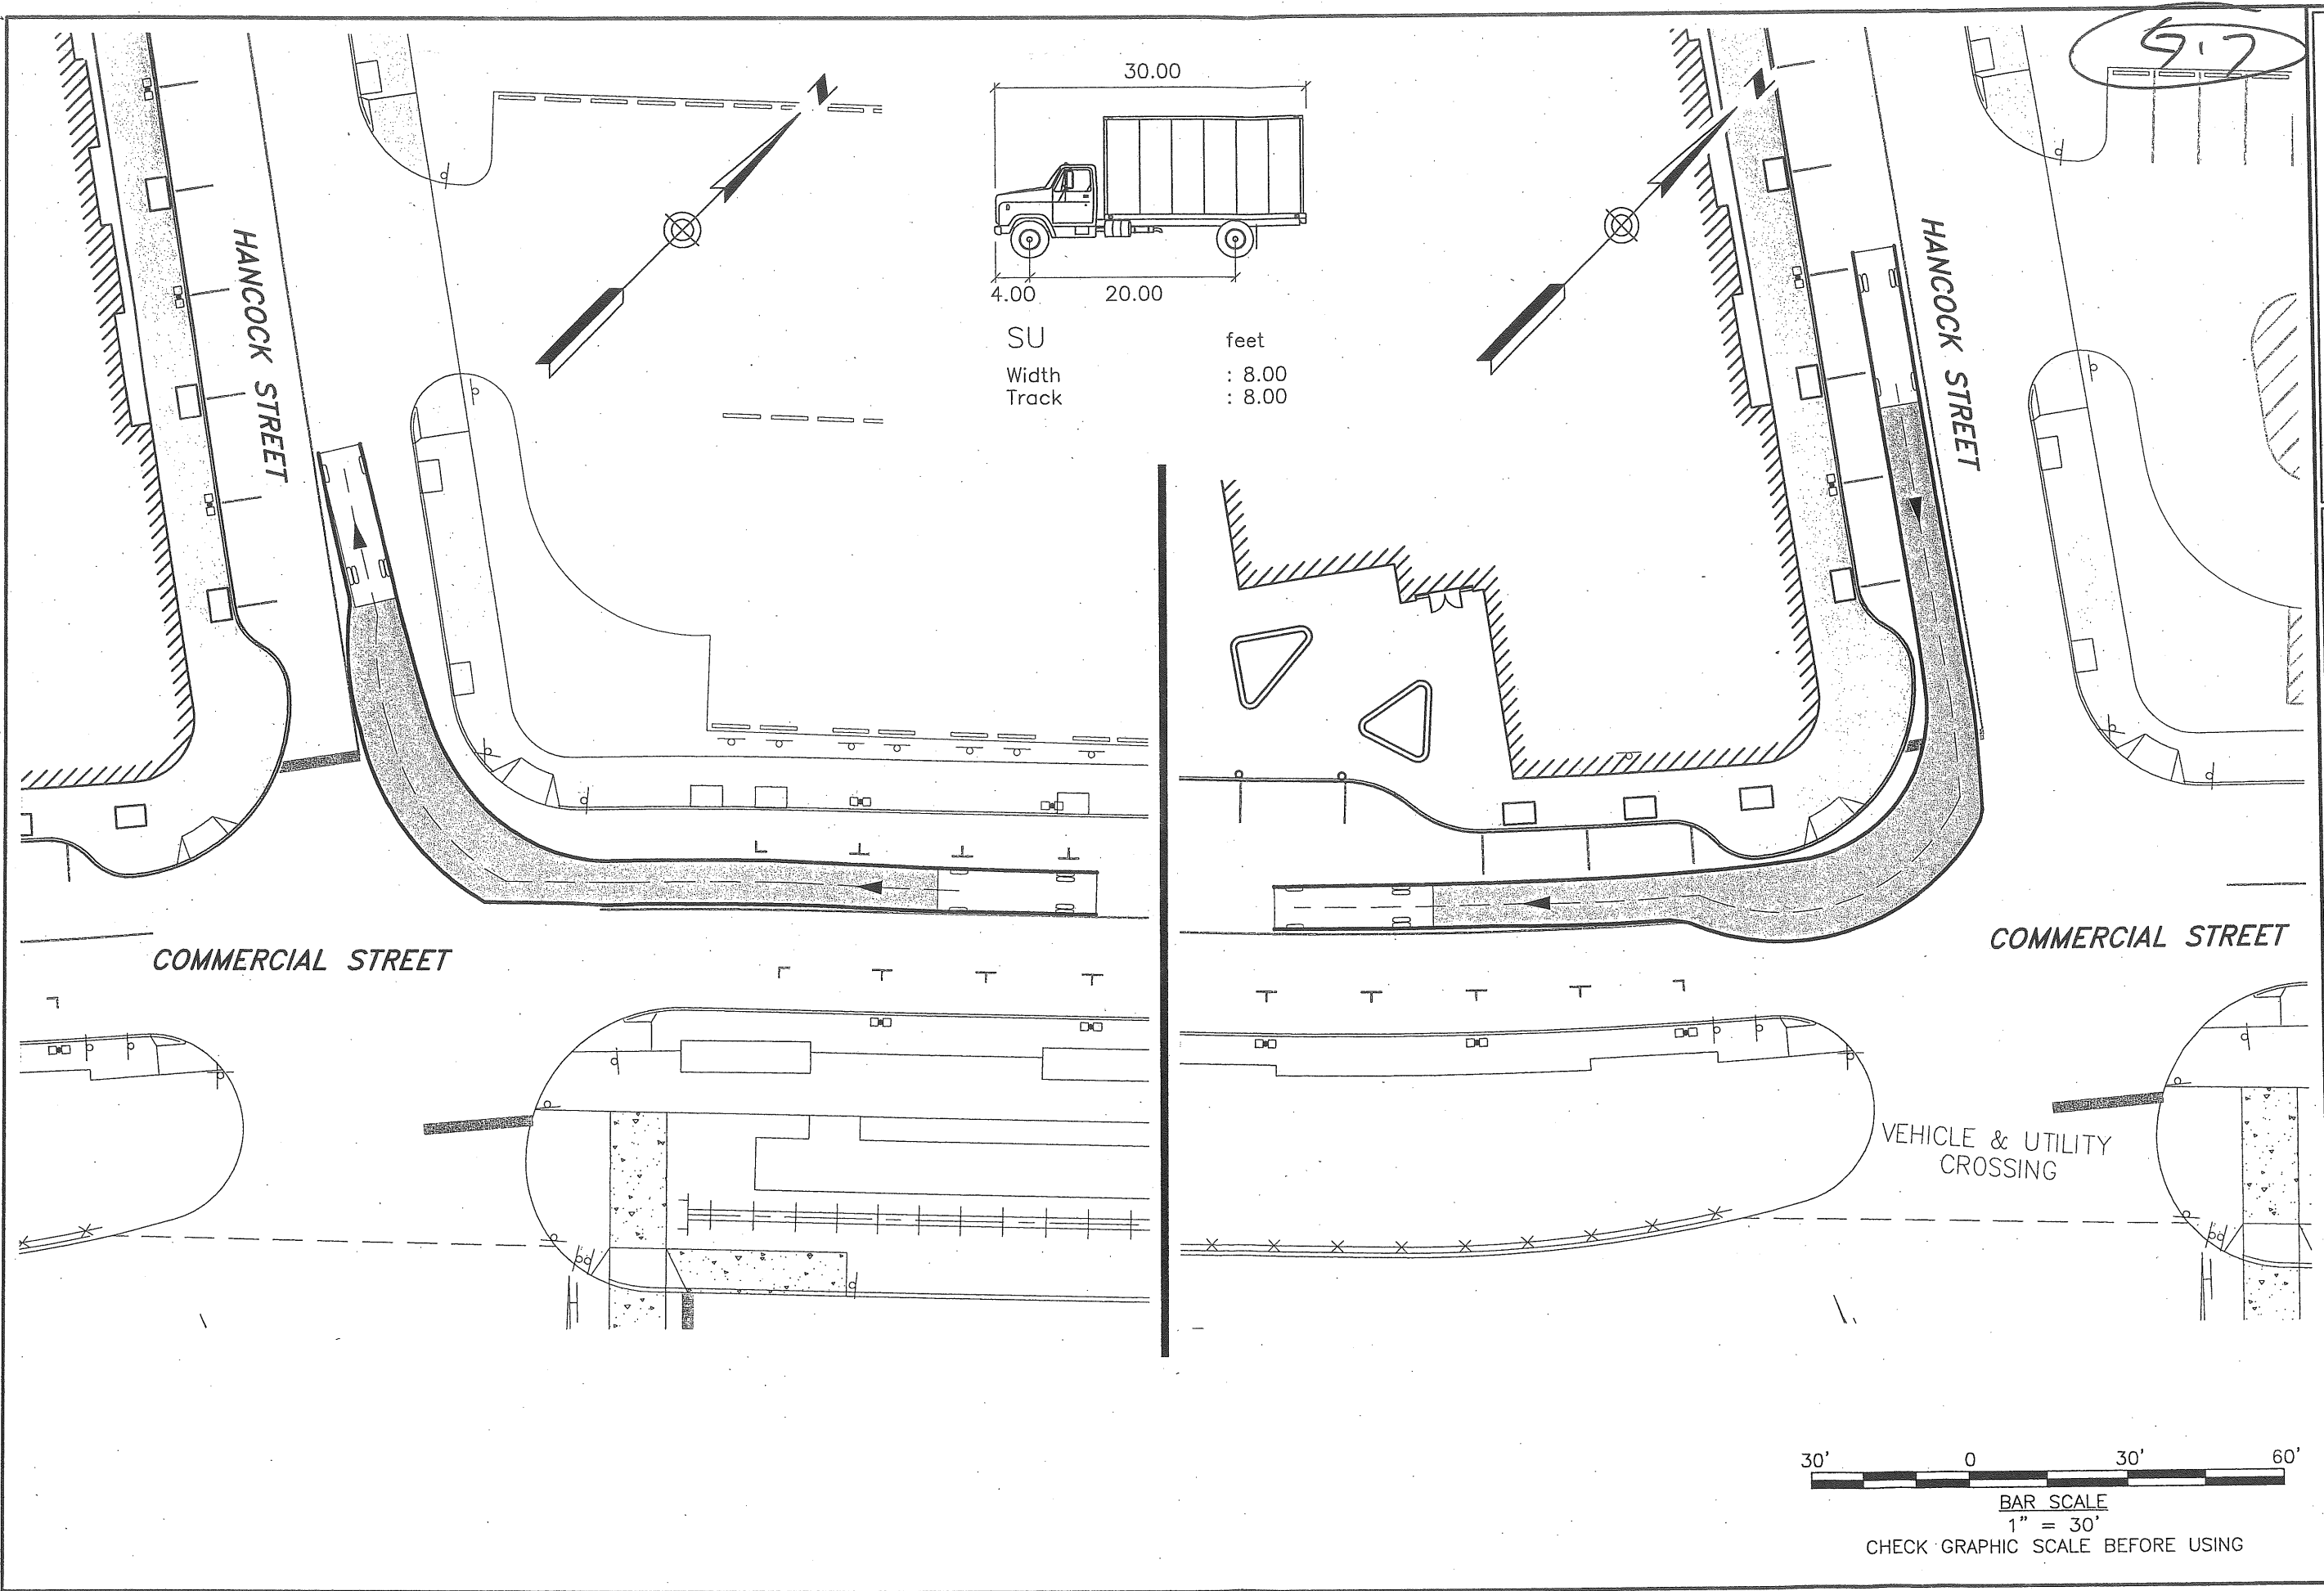 30.00
4.00
20.00
SU feet
Width : 8.00
Track : 8.00
HANCOCK STREET
HANCOCK STREET
COMMERCIAL STREET
COMMERCIAL STREET
VEHICLE & UTILITY
CROSSING
30' 0 30' 60'
BAR SCALE
1" = 30'
CHECK GRAPHIC SCALE BEFORE USING